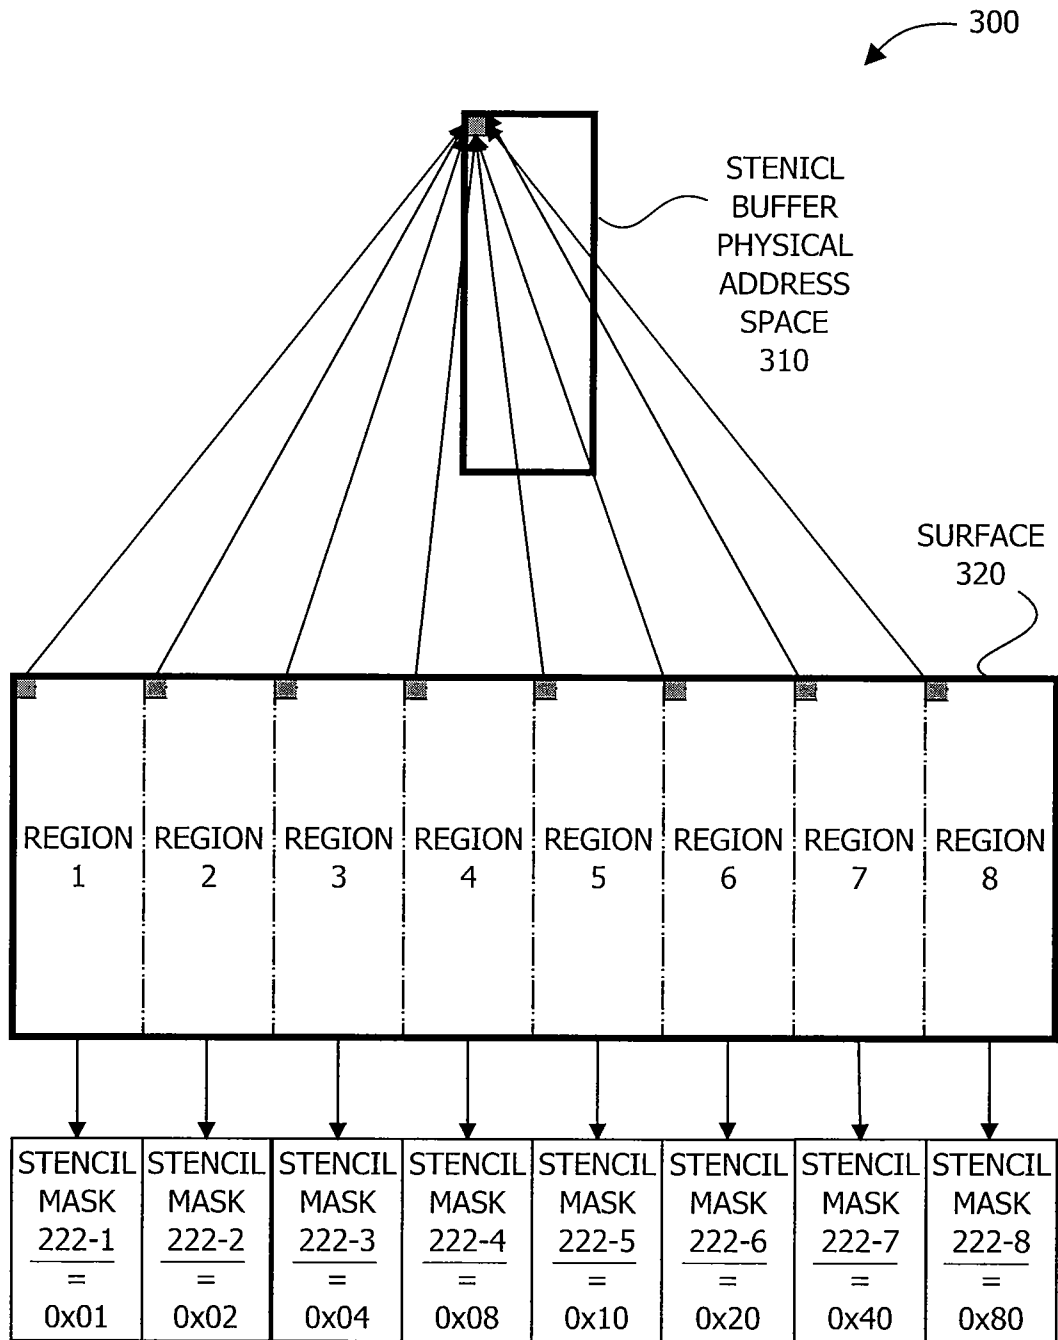 300
STENICL
BUFFER
PHYSICAL
ADDRESS
SPACE
310
SURFACE
320
REGION REGION REGION REGION REGION REGION REGION REGION
1 2 3 4 5 6 7 8
STENCIL STENCIL STENCIL STENCIL STENCIL STENCIL STENCIL STENCIL
MASK MASK MASK MASK MASK MASK MASK MASK
222-1 222-2 222-3 222-4 222-5 222-6 222-7 222-8
= = = = = = = =
0x01 0x02 0x04 0x08 0x10 0x20 0x40 0x80